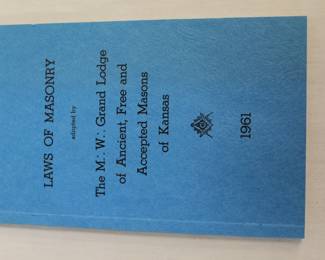 LAWS OF MASONRY
adopted by
The M∴ W∴ Grand Lodge
of Ancient, Free and
Accepted Masons
of Kansas
1961